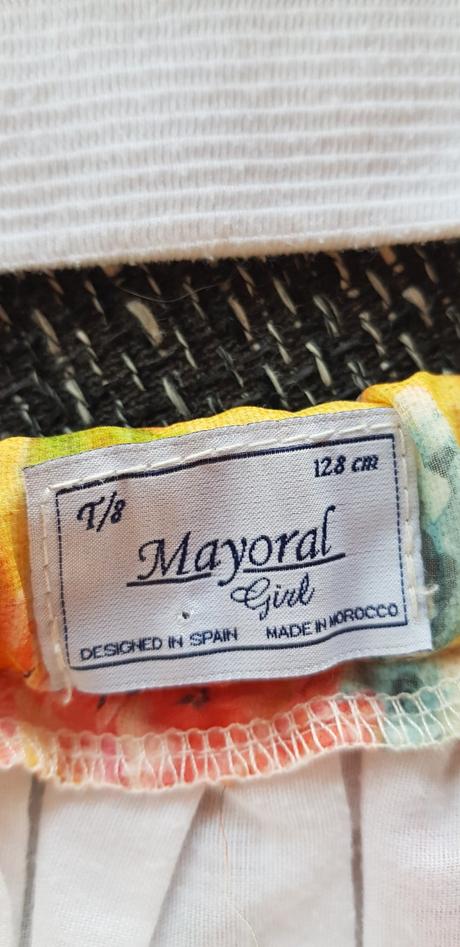 T/8 128 cm
Mayoral
Girl
DESIGNED IN SPAIN MADE IN MOROCCO